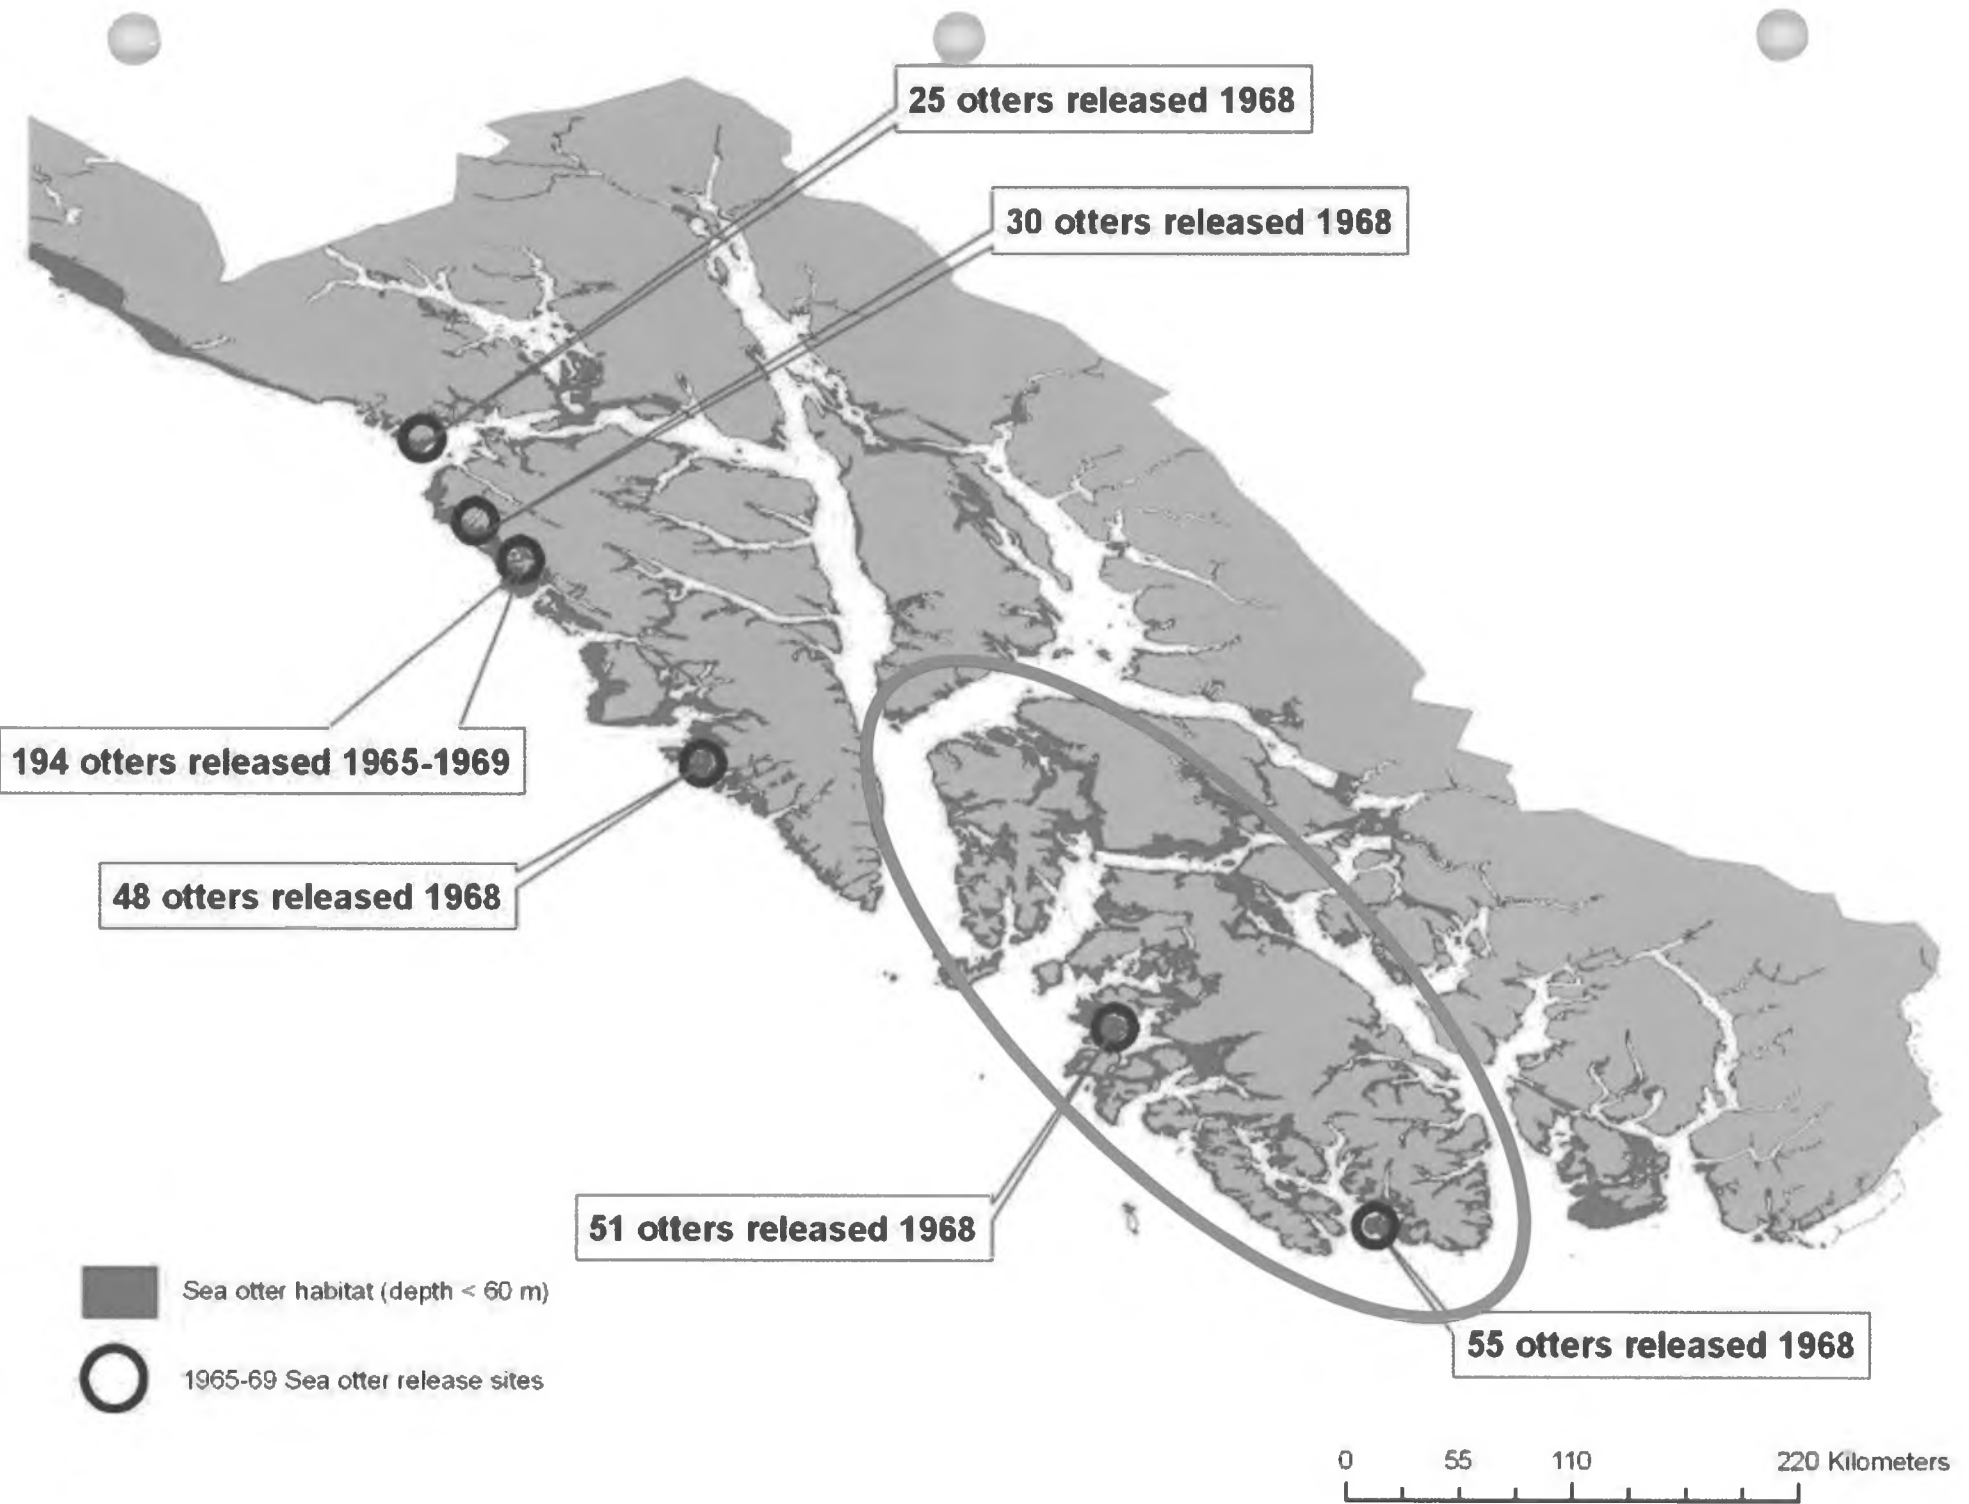 25 otters released 1968
30 otters released 1968
194 otters released 1965-1969
48 otters released 1968
51 otters released 1968
55 otters released 1968
Sea otter habitat (depth < 60 m)
1965-69 Sea otter release sites
0 55 110 220 Kilometers